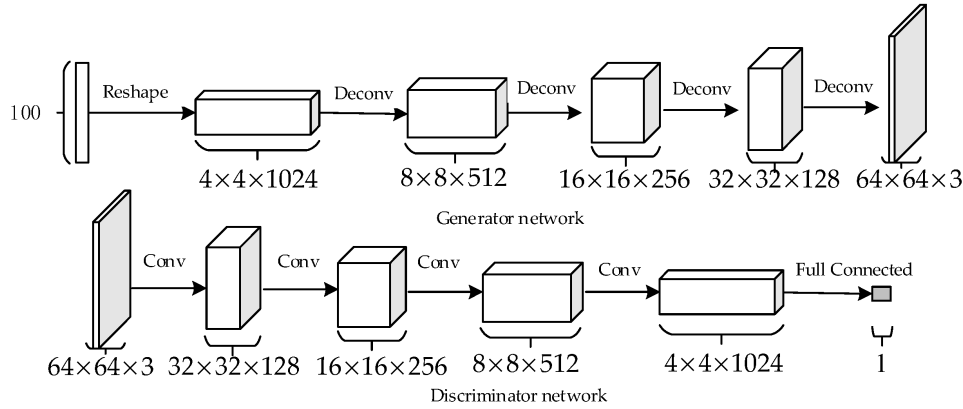 100 Reshape Deconv Deconv Deconv Deconv
4×4×1024 8×8×512 16×16×256 32×32×128 64×64×3
Generator network
Conv Conv Conv Conv Full Connected
64×64×3 32×32×128 16×16×256 8×8×512 4×4×1024 1
Discriminator network